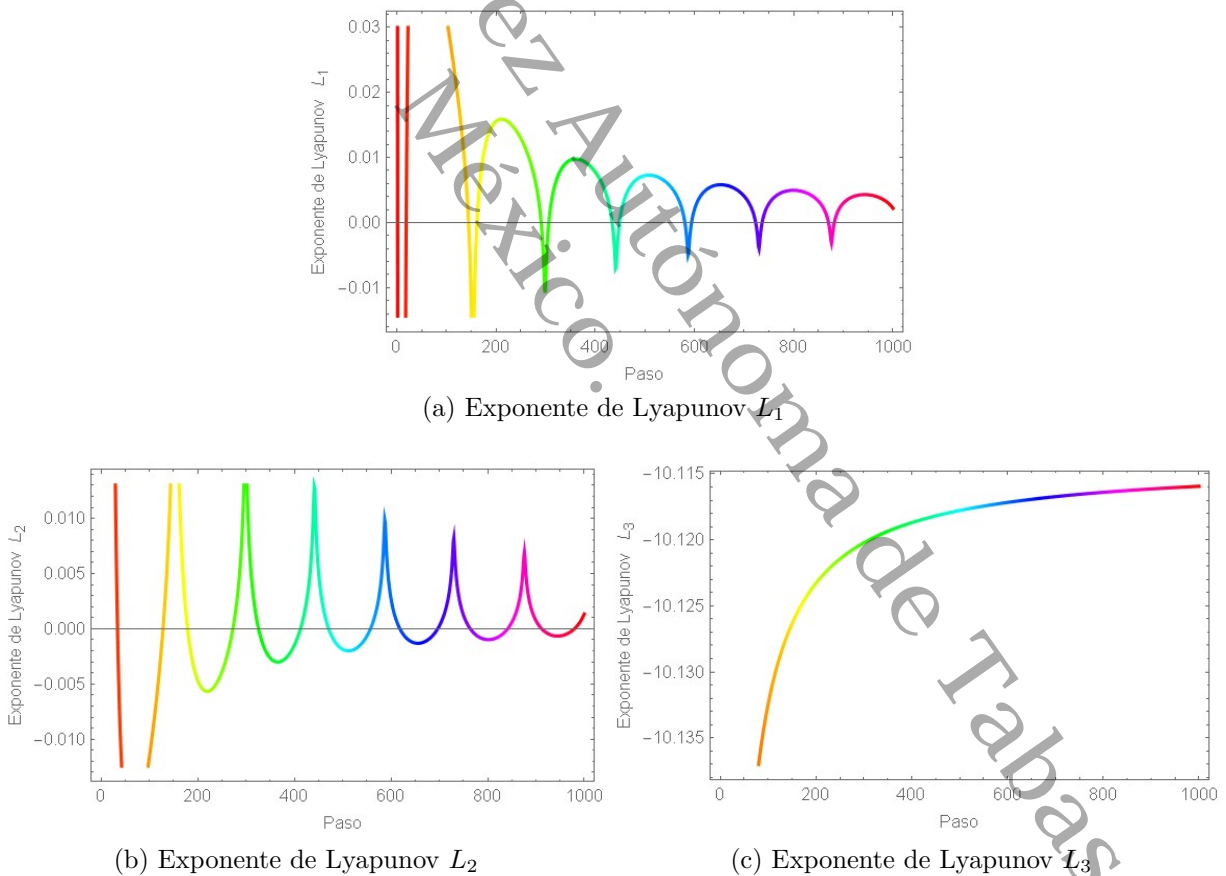 ez Autónoma de Tabas
México.
0.03
0.02
0.01
0.00
−0.01
Exponente de Lyapunov L₁
0 200 400 600 800 1000
Paso
(a) Exponente de Lyapunov L₁
0.010
0.005
0.000
−0.005
−0.010
Exponente de Lyapunov L₂
0 200 400 600 800 1000
Paso
(b) Exponente de Lyapunov L₂
−10.115
−10.120
−10.125
−10.130
−10.135
Exponente de Lyapunov L₃
0 200 400 600 800 1000
Paso
(c) Exponente de Lyapunov L₃